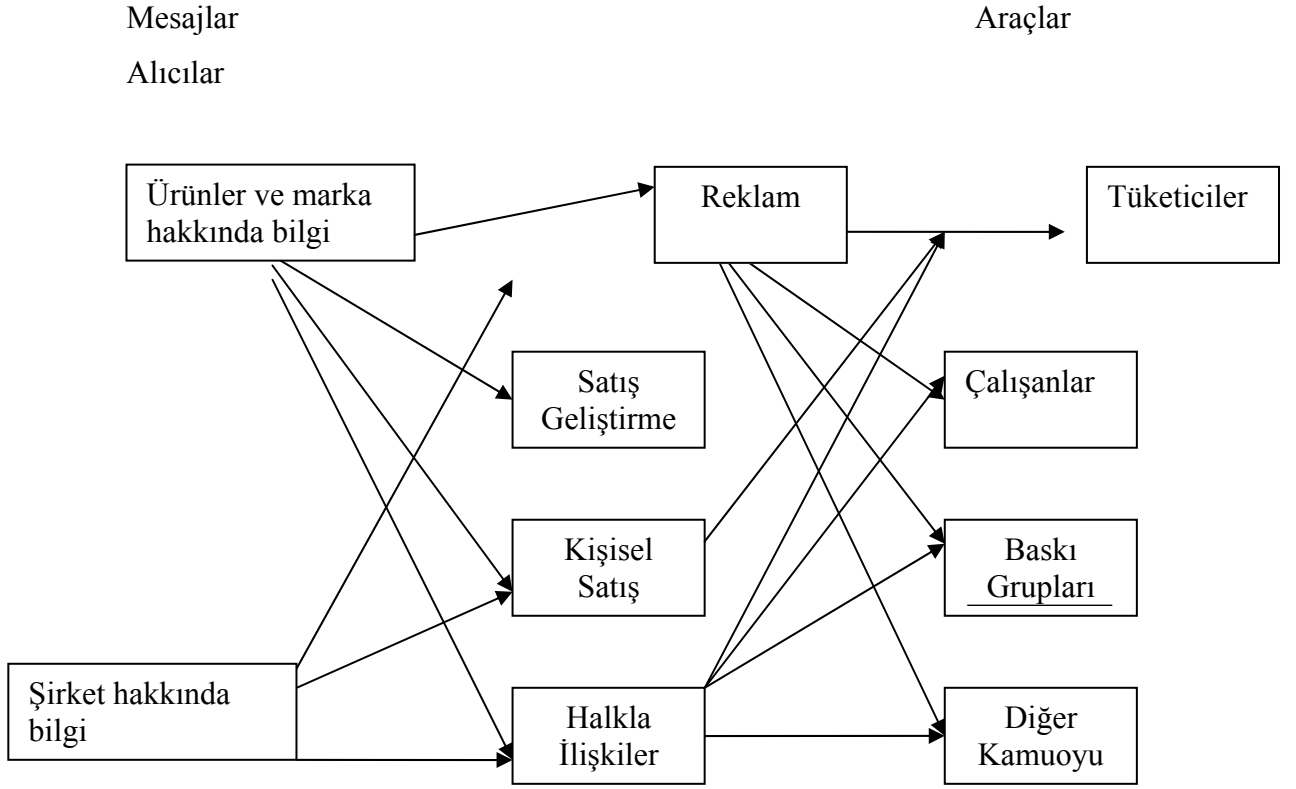 Mesajlar
Araçlar
Alıcılar
Ürünler ve marka
hakkında bilgi
Reklam
Tüketiciler
Satış
Geliştirme
Çalışanlar
Kişisel
Satış
Baskı
Grupları
Şirket hakkında
bilgi
Halkla
İlişkiler
Diğer
Kamuoyu